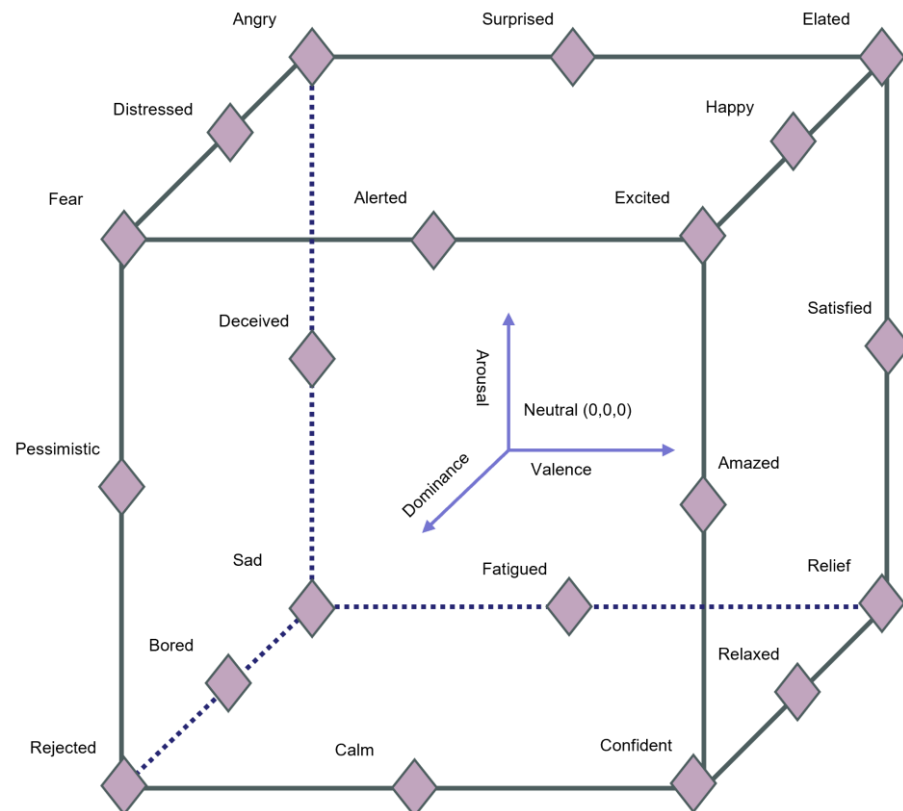 Angry
Surprised
Elated
Distressed
Happy
Fear
Alerted
Excited
Deceived
Satisfied
Arousal
Neutral (0,0,0)
Valence
Dominance
Pessimistic
Amazed
Sad
Fatigued
Relief
Bored
Relaxed
Rejected
Calm
Confident